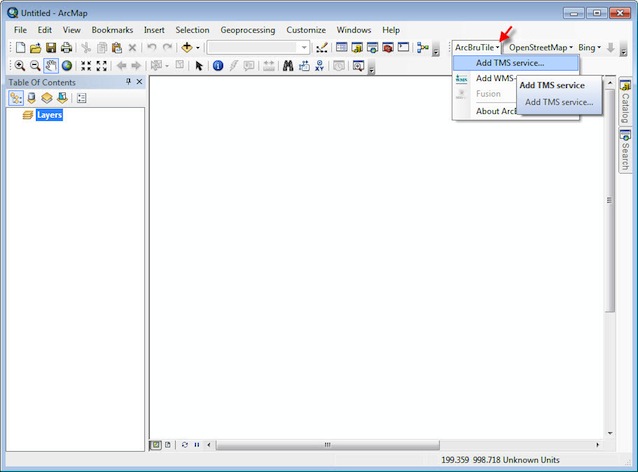 Untitled - ArcMap
File Edit View Bookmarks Insert Selection Geoprocessing Customize Windows Help
ArcBruTile OpenStreetMap Bing
Add TMS service...
Add WMS-
Fusion
About ArcB
Add TMS service
Add TMS service...
Table Of Contents
Layers
Catalog
Search
199.359 998.718 Unknown Units